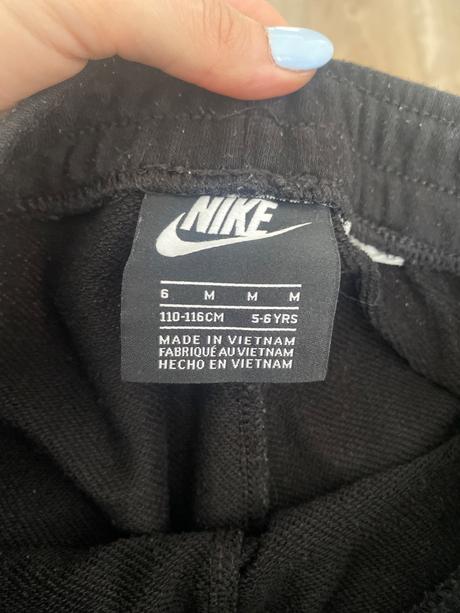 NIKE
6 M M M
110-116CM 5-6 YRS
MADE IN VIETNAM
FABRIQUÉ AU VIETNAM
HECHO EN VIETNAM